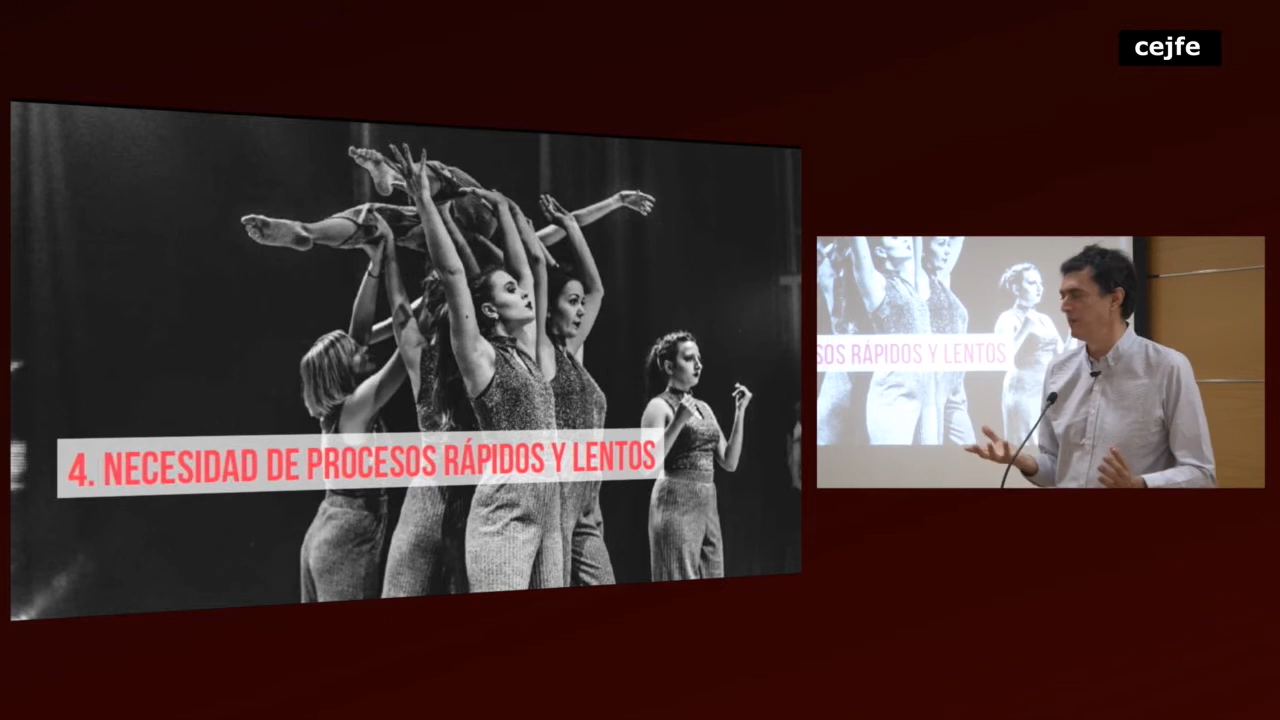 cejfe
4. NECESIDAD DE PROCESOS RÁPIDOS Y LENTOS
SOS RÁPIDOS Y LENTOS